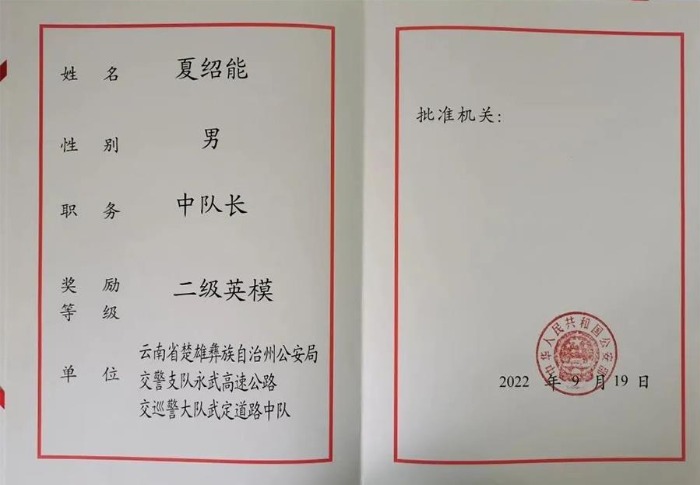 姓名 夏绍能
性别 男
职务 中队长
奖励等级 二级英模
单位 云南省楚雄彝族自治州公安局
交警支队永武高速公路
交巡警大队武定道路中队
批准机关：
中华人民共和国公安部
2022 年 9 月 19 日